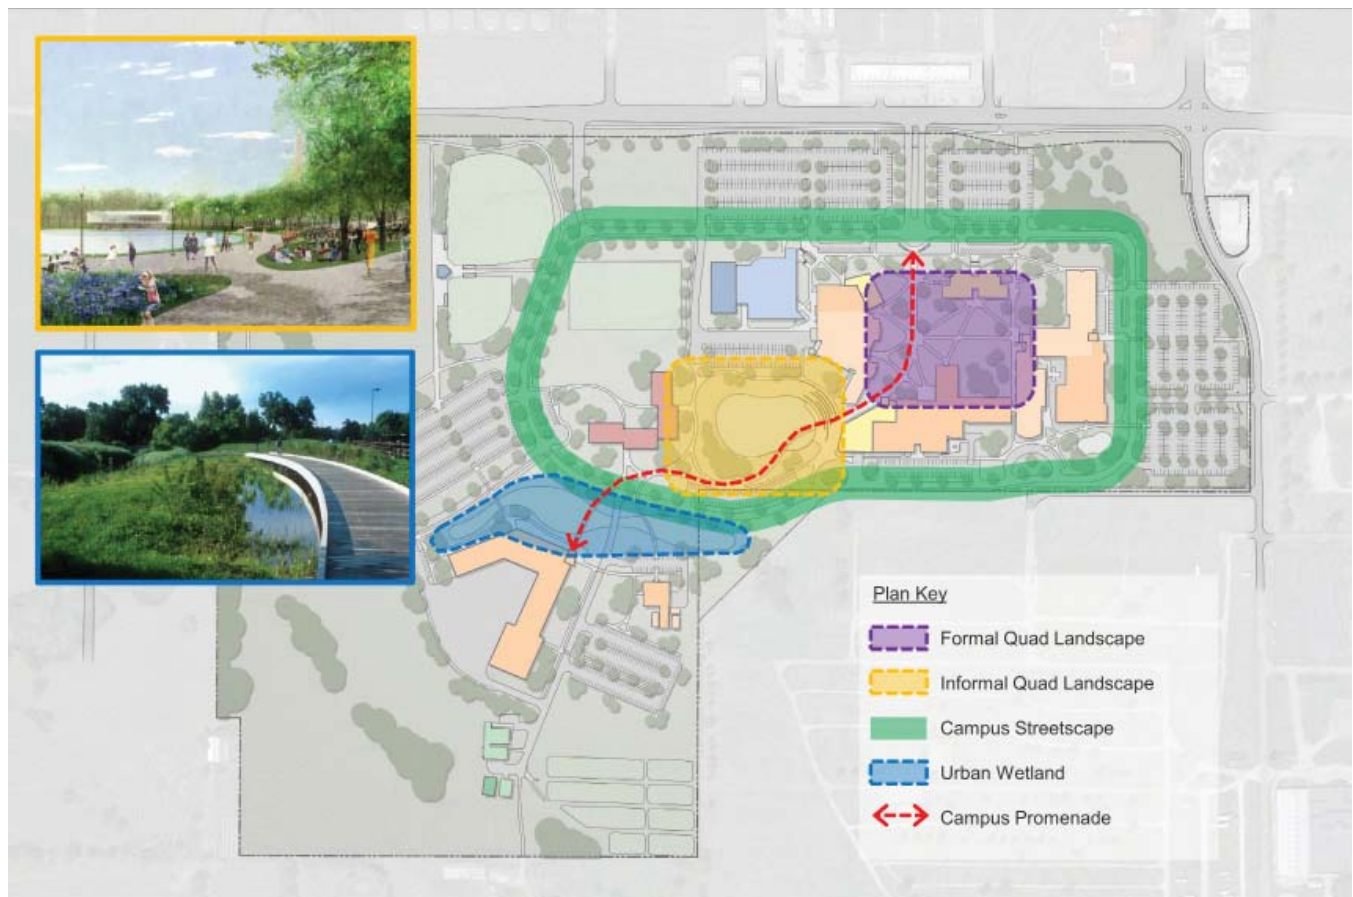 Plan Key
Formal Quad Landscape
Informal Quad Landscape
Campus Streetscape
Urban Wetland
Campus Promenade